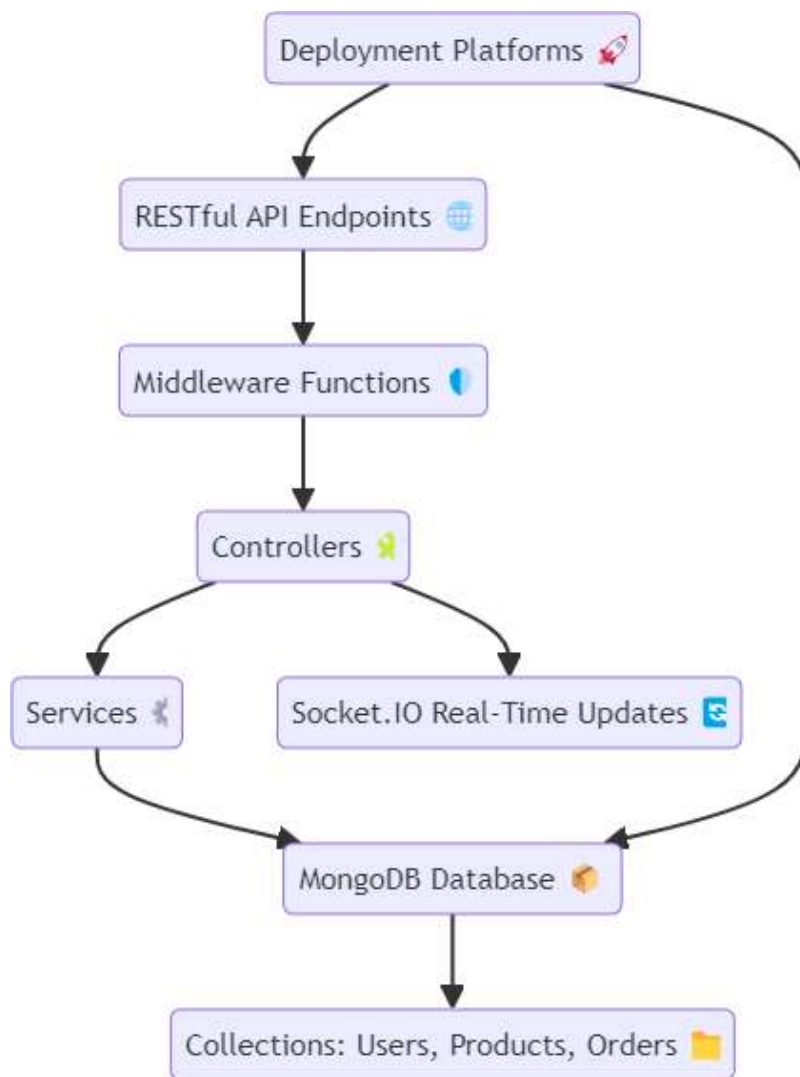 Deployment Platforms 🚀
RESTful API Endpoints 🌐
Middleware Functions 🛡️
Controllers
Services
Socket.IO Real-Time Updates 🔄
MongoDB Database 📦
Collections: Users, Products, Orders 📁